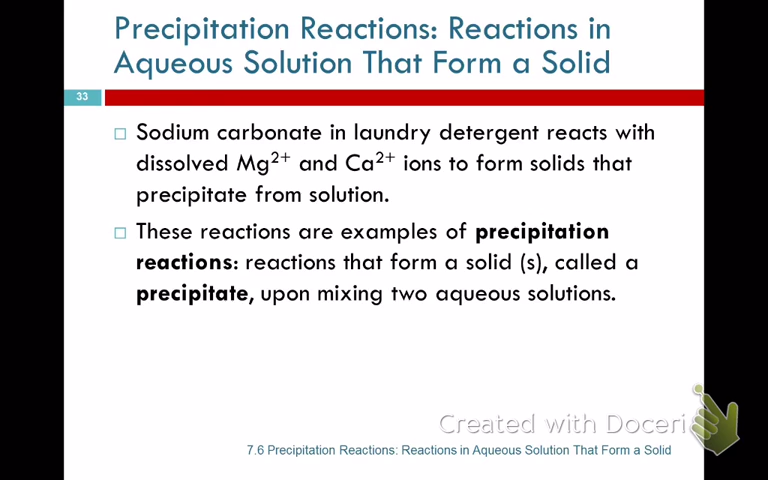 Precipitation Reactions: Reactions in
Aqueous Solution That Form a Solid
33
Sodium carbonate in laundry detergent reacts with
dissolved Mg²⁺ and Ca²⁺ ions to form solids that
precipitate from solution.
These reactions are examples of precipitation
reactions: reactions that form a solid (s), called a
precipitate, upon mixing two aqueous solutions.
Created with Doceri
7.6 Precipitation Reactions: Reactions in Aqueous Solution That Form a Solid